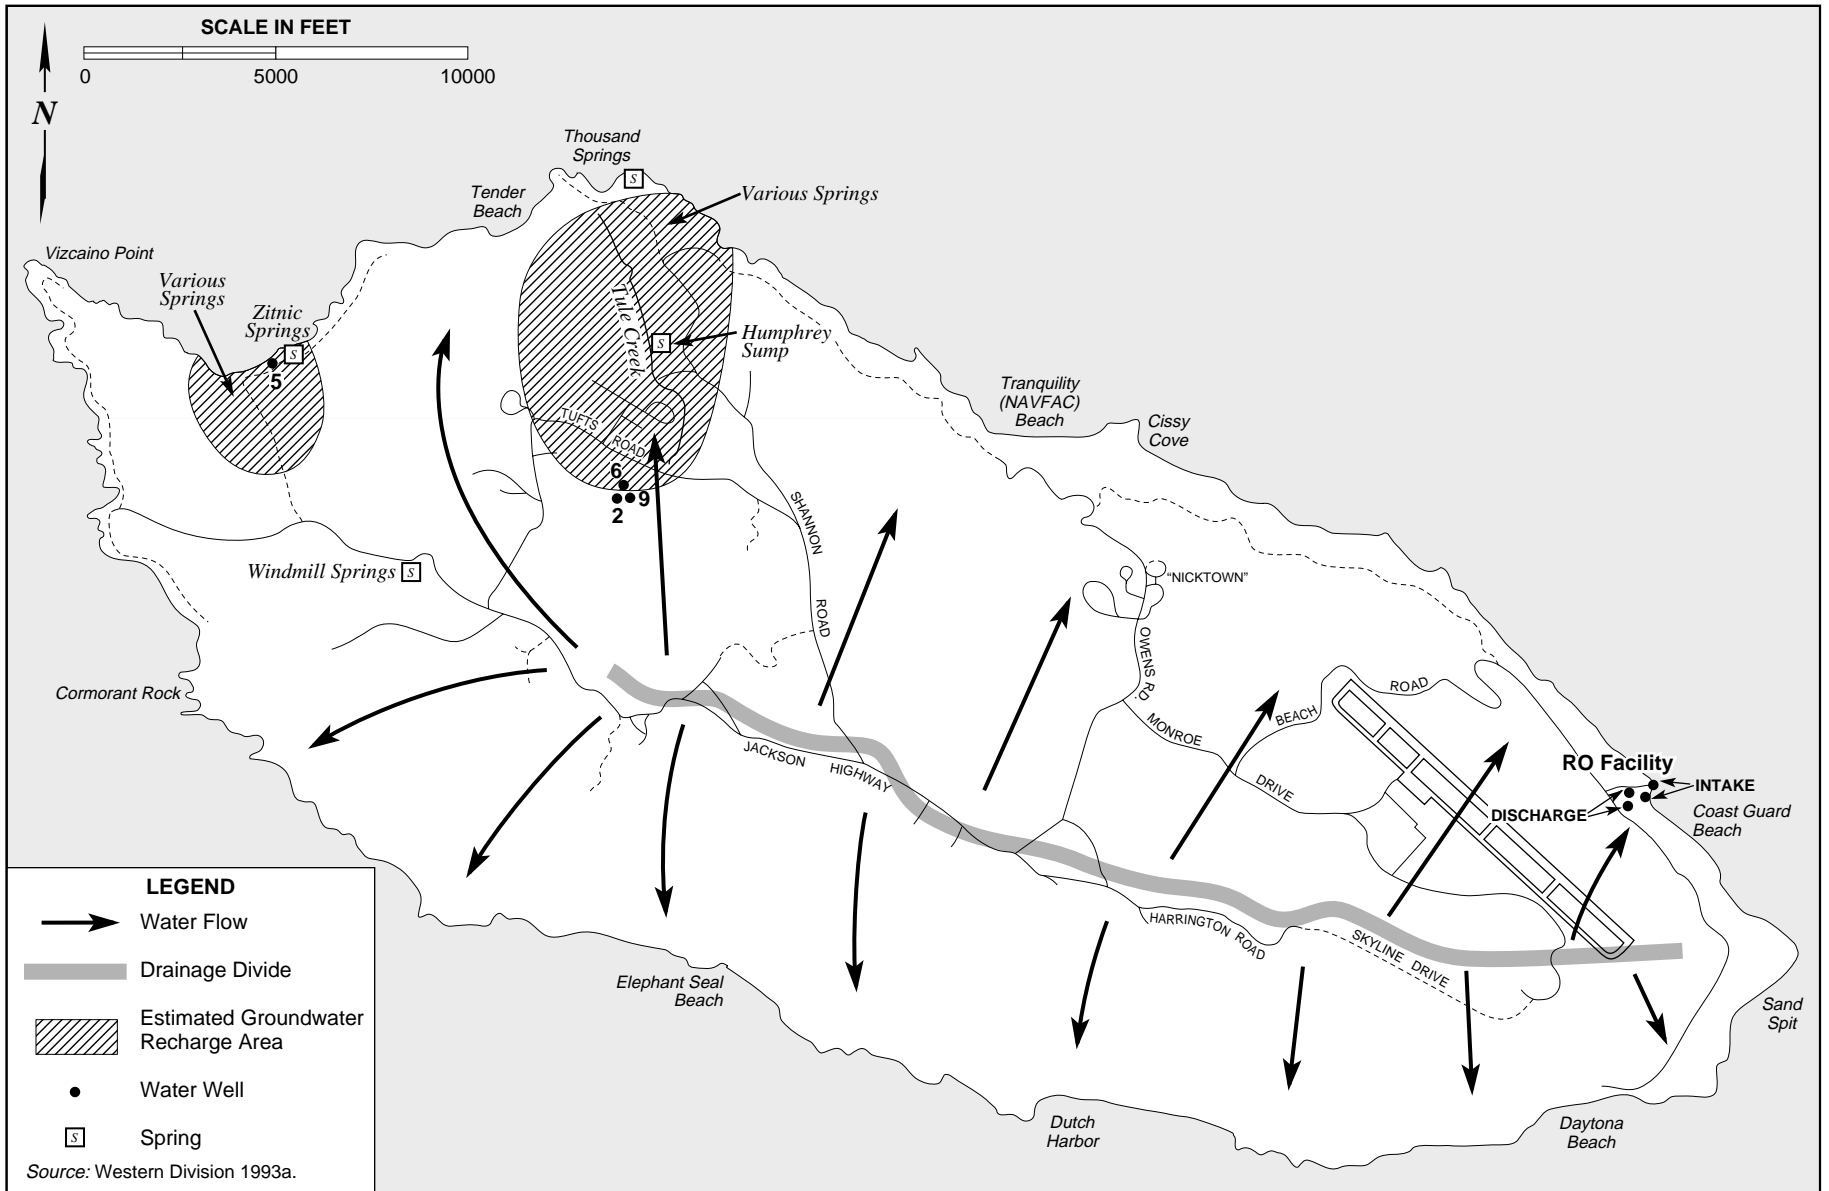 SCALE IN FEET
0 5000 10000
N
Thousand
Springs
S
Tender
Beach
Various Springs
Vizcaino Point
Various
Springs
Zitnic
Springs
S
5
Tule Creek
S
Humphrey
Sump
Tranquility
(NAVFAC)
Beach
Cissy
Cove
TUFTS ROAD
6
9
2
SHANNON
ROAD
Windmill Springs
S
"NICKTOWN"
OWENS RD.
Cormorant Rock
MONROE
DRIVE
BEACH
ROAD
JACKSON HIGHWAY
RO Facility
INTAKE
DISCHARGE
Coast Guard
Beach
HARRINGTON ROAD
SKYLINE DRIVE
Elephant Seal
Beach
Sand
Spit
Dutch
Harbor
Daytona
Beach
LEGEND
Water Flow
Drainage Divide
Estimated Groundwater
Recharge Area
Water Well
S
Spring
Source: Western Division 1993a.